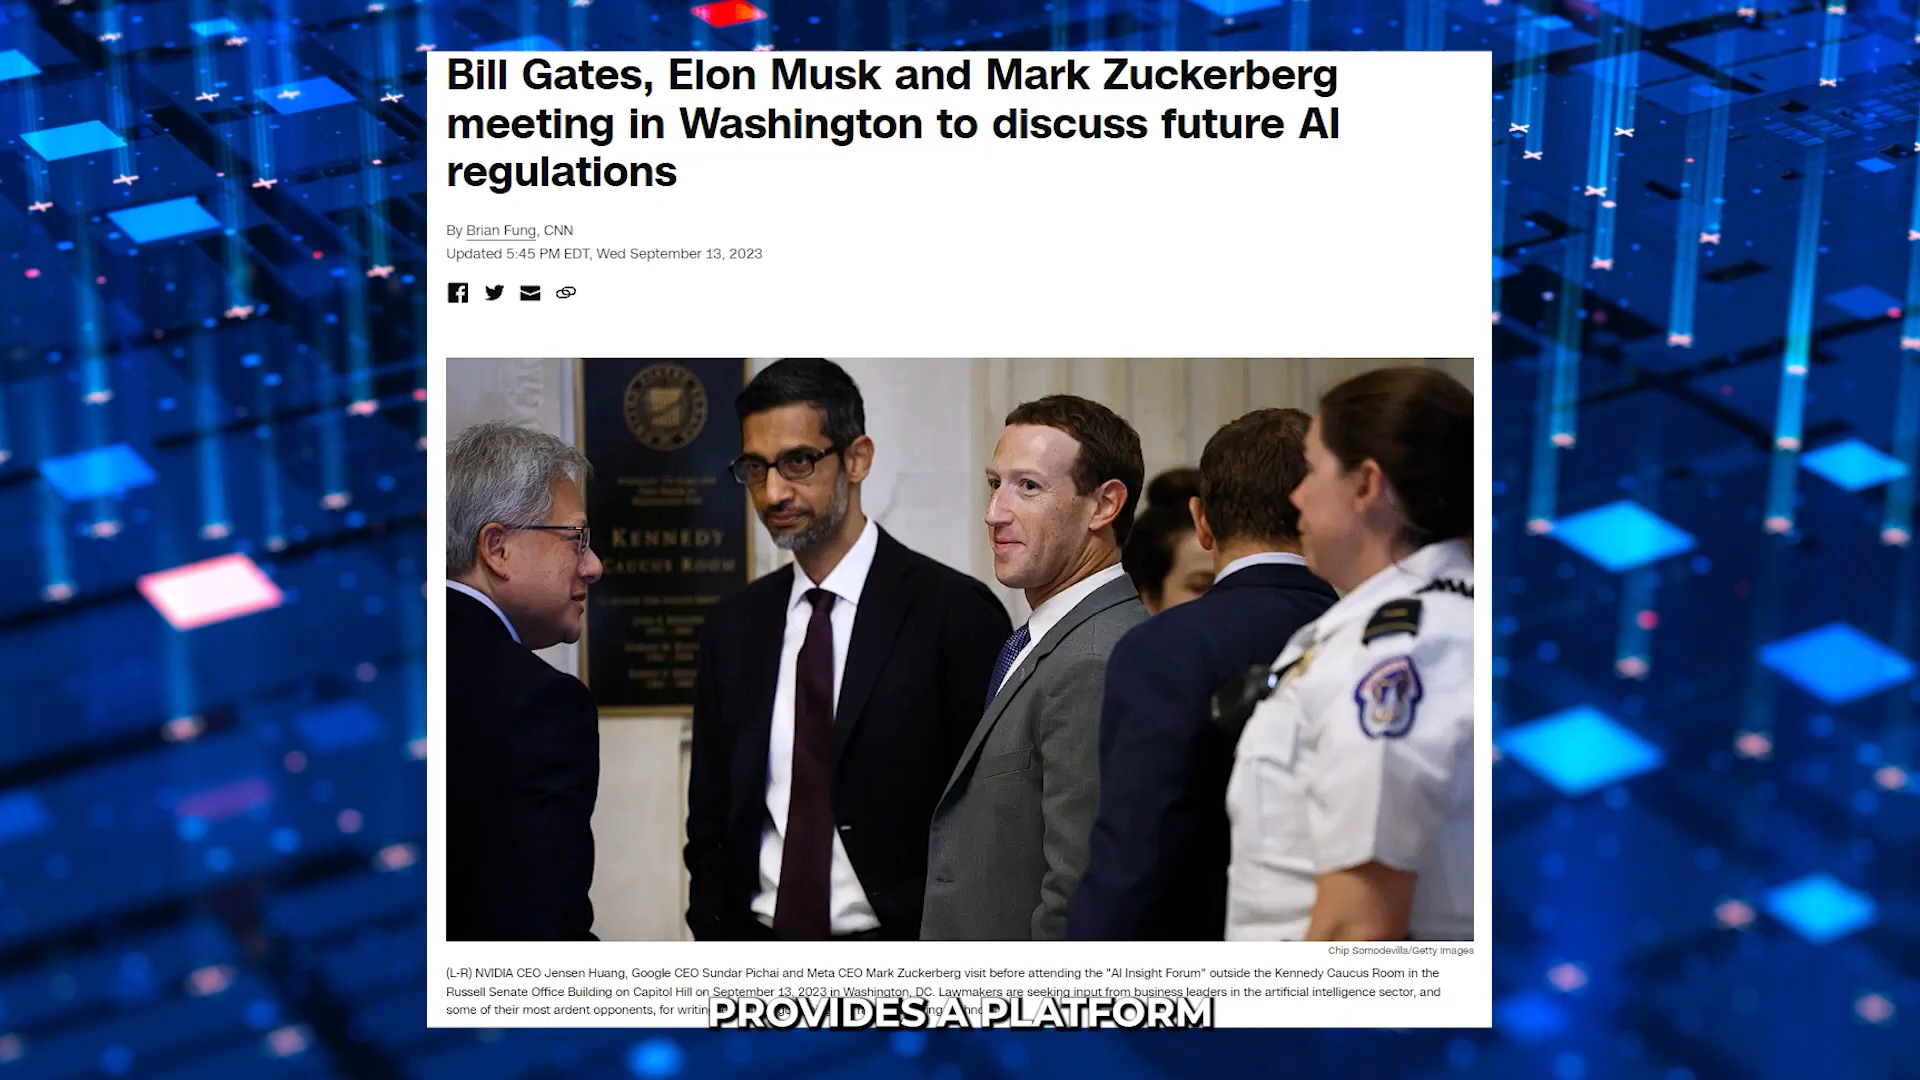 Bill Gates, Elon Musk and Mark Zuckerberg
meeting in Washington to discuss future AI
regulations
By Brian Fung, CNN
Updated 5:45 PM EDT, Wed September 13, 2023
KENNEDY
CAUCUS ROOM
Chip Somodevilla/Getty Images
(L-R) NVIDIA CEO Jensen Huang, Google CEO Sundar Pichai and Meta CEO Mark Zuckerberg visit before attending the "AI Insight Forum" outside the Kennedy Caucus Room in the
Russell Senate Office Building on Capitol Hill on September 13, 2023 in Washington, DC. Lawmakers are seeking input from business leaders in the artificial intelligence sector, and
some of their most ardent opponents, for
PROVIDES A PLATFORM